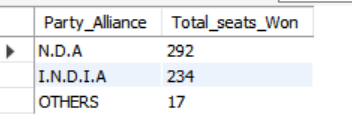 Party_Alliance Total_seats_Won
N.D.A 292
I.N.D.I.A 234
OTHERS 17